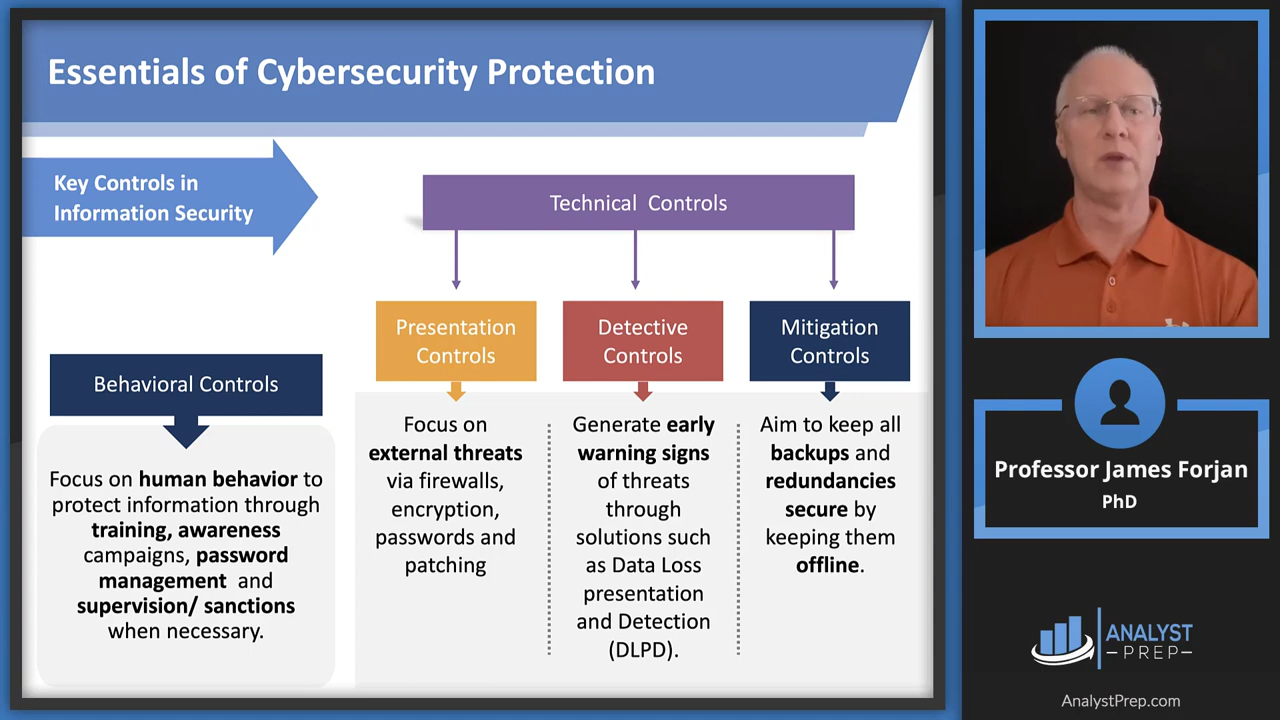 Essentials of Cybersecurity Protection
Key Controls in
Information Security
Technical Controls
Presentation
Controls
Detective
Controls
Mitigation
Controls
Behavioral Controls
Focus on human behavior to
protect information through
training, awareness
campaigns, password
management and
supervision/ sanctions
when necessary.
Focus on
external threats
via firewalls,
encryption,
passwords and
patching
Generate early
warning signs
of threats
through
solutions such
as Data Loss
presentation
and Detection
(DLPD).
Aim to keep all
backups and
redundancies
secure by
keeping them
offline.
Professor James Forjan
PhD
ANALYST
PREP
AnalystPrep.com